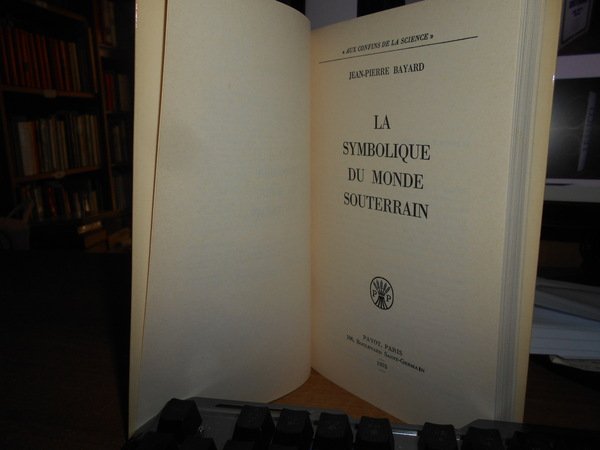 « AUX CONFINS DE LA SCIENCE »
JEAN-PIERRE BAYARD
LA
SYMBOLIQUE
DU MONDE
SOUTERRAIN
P P
PAYOT, PARIS
106, BOULEVARD SAINT-GERMAIN
1973